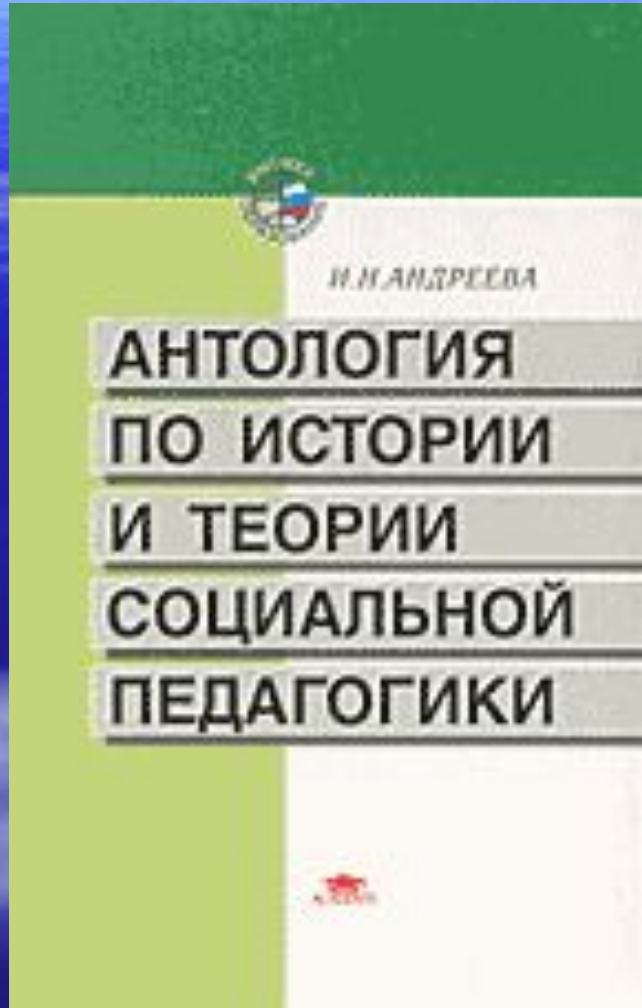 И.Н.АНДРЕЕВА
АНТОЛОГИЯ
ПО ИСТОРИИ
И ТЕОРИИ
СОЦИАЛЬНОЙ
ПЕДАГОГИКИ